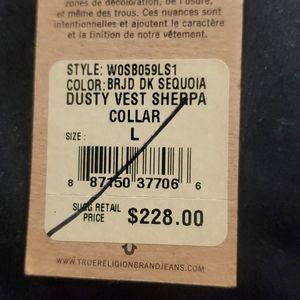 zones de décoloration, de l'usure,
et même des trous. Ces nuances sont
intentionnelles et ajoutent le caractère
et la finition de notre vêtement.
STYLE: W0SB059LS1
COLOR: BRJD DK SEQUOIA
DUSTY VEST SHERPA
COLLAR
SIZE : L
8 87150 37706 6
SUGG RETAIL
PRICE $228.00
WWW.TRUERELIGIONBRANDJEANS.COM